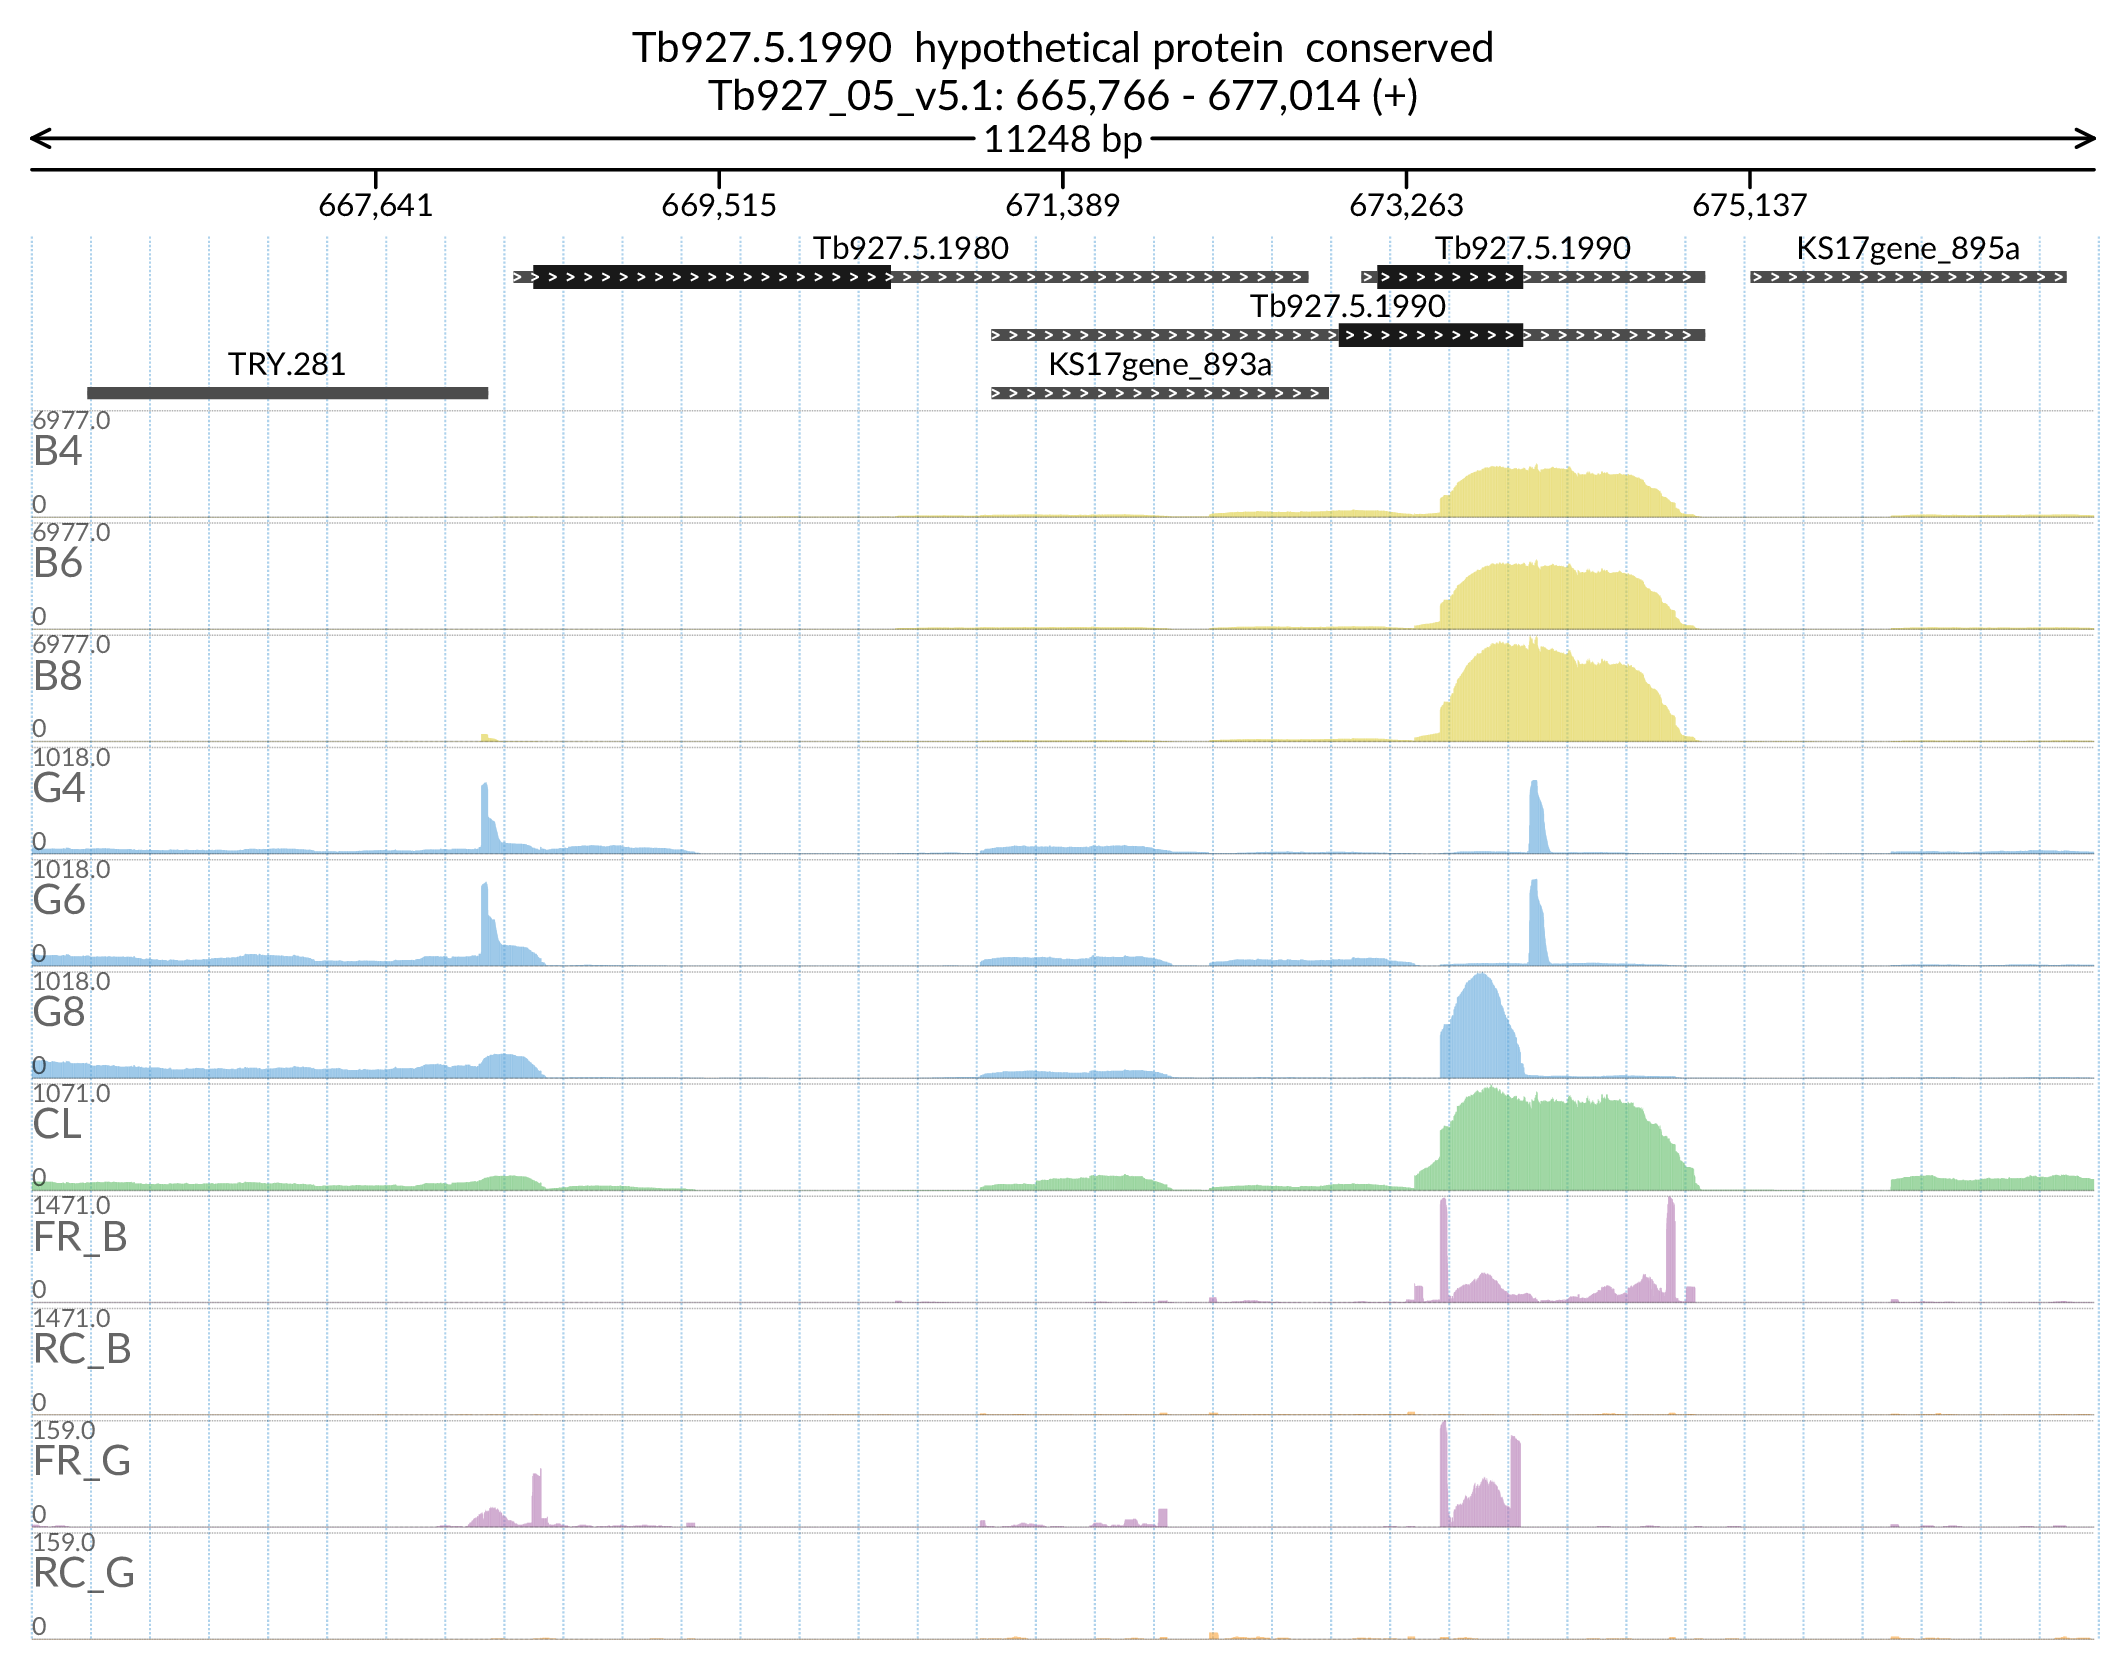 Tb927.5.1990  hypothetical protein  conserved
Tb927_05_v5.1: 665,766 - 677,014 (+)
11248 bp
667,641 669,515 671,389 673,263 675,137
Tb927.5.1980 Tb927.5.1990 KS17gene_895a
Tb927.5.1990
TRY.281 KS17gene_893a
6977.0
B4
0
6977.0
B6
0
6977.0
B8
0
1018.0
G4
0
1018.0
G6
0
1018.0
G8
0
1071.0
CL
0
1471.0
FR_B
0
1471.0
RC_B
0
159.0
FR_G
0
159.0
RC_G
0